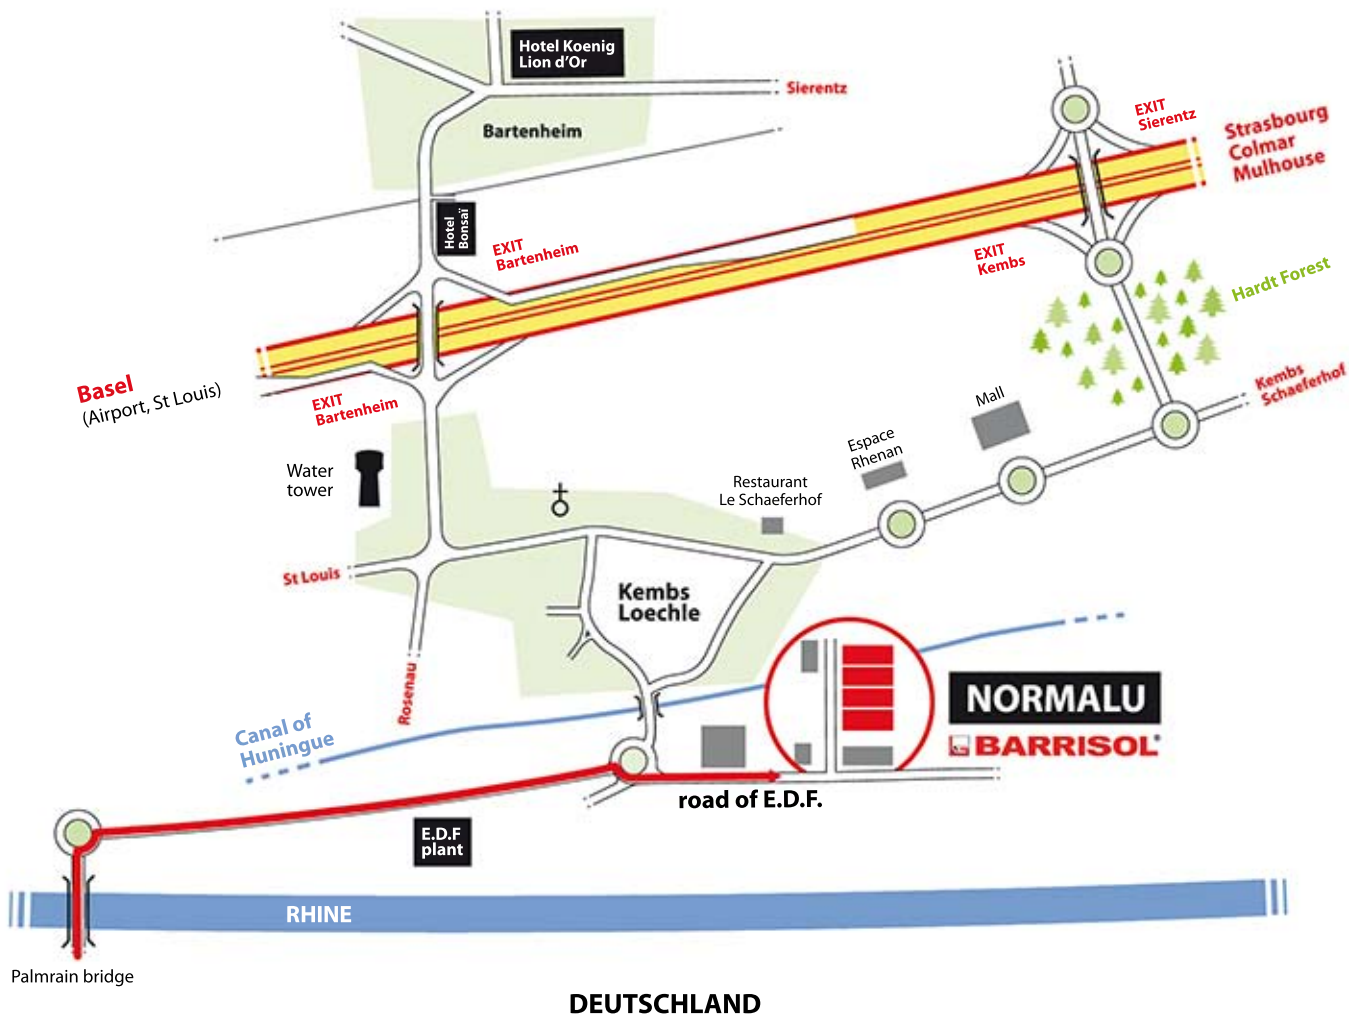 Hotel Koenig
Lion d'Or
Sierentz
Bartenheim
EXIT
Sierentz
Strasbourg
Colmar
Mulhouse
Hotel
Bonsaï
EXIT
Bartenheim
EXIT
Kembs
Hardt Forest
Basel
(Airport, St Louis)
EXIT
Bartenheim
Kembs
Schaeferhof
Mall
Espace
Rhenan
Water
tower
Restaurant
Le Schaeferhof
St Louis
Kembs
Loechle
Rosenau
Canal of
Huningue
NORMALU
BARRISOL®
road of E.D.F.
E.D.F
plant
RHINE
Palmrain bridge
DEUTSCHLAND